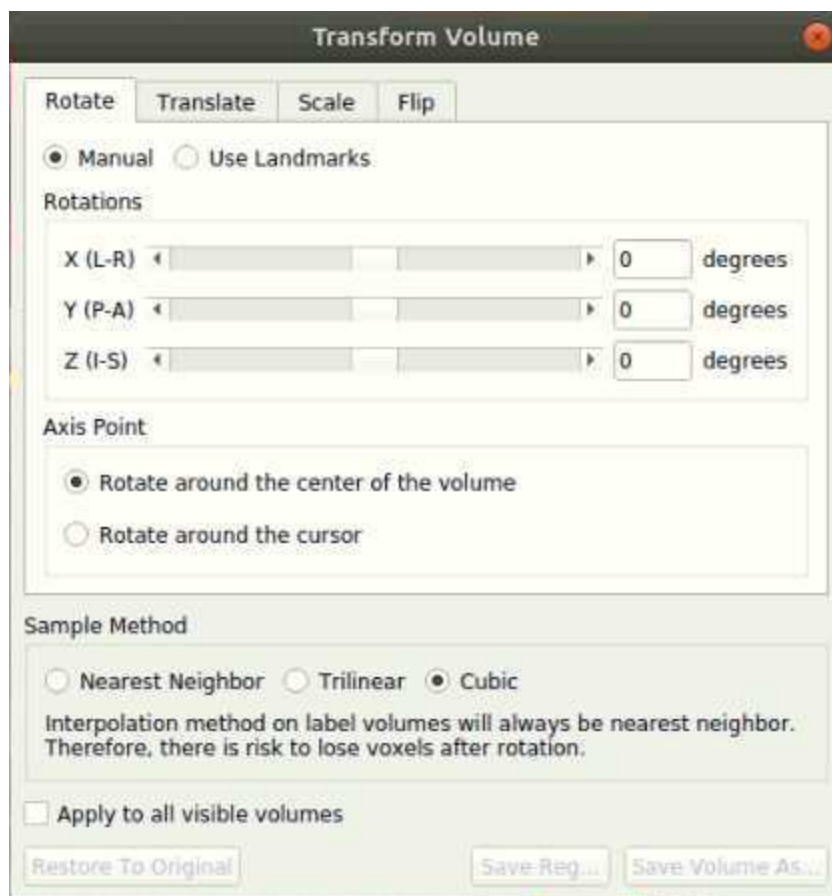 Transform Volume
Rotate Translate Scale Flip
Manual Use Landmarks
Rotations
X (L-R) 0 degrees
Y (P-A) 0 degrees
Z (I-S) 0 degrees
Axis Point
Rotate around the center of the volume
Rotate around the cursor
Sample Method
Nearest Neighbor Trilinear Cubic
Interpolation method on label volumes will always be nearest neighbor.
Therefore, there is risk to lose voxels after rotation.
Apply to all visible volumes
Restore To Original Save Reg... Save Volume As...